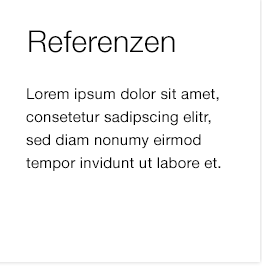 Referenzen
Lorem ipsum dolor sit amet,
consetetur sadipscing elitr,
sed diam nonumy eirmod
tempor invidunt ut labore et.